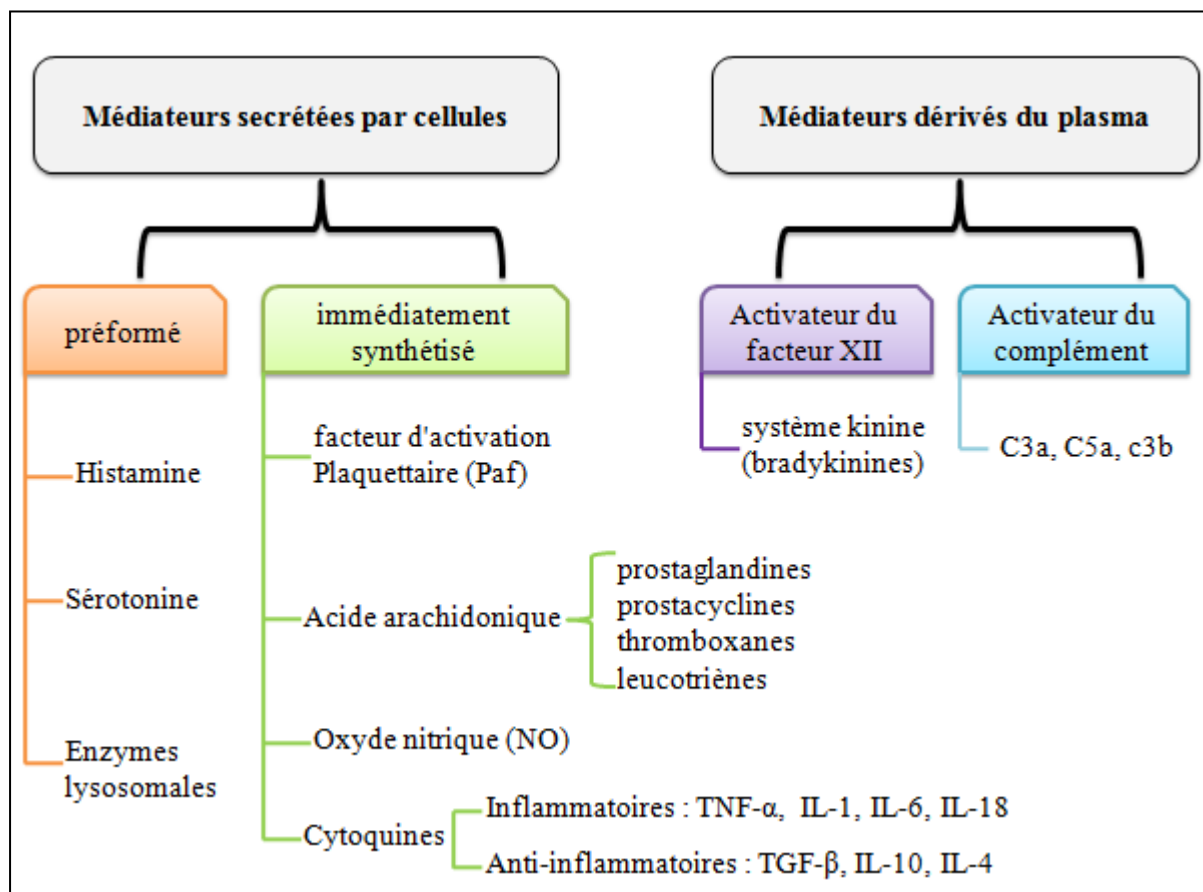 Médiateurs secrétées par cellules
Médiateurs dérivés du plasma
préformé
immédiatement
synthétisé
Activateur du
facteur XII
Activateur du
complément
Histamine
Sérotonine
Enzymes
lysosomales
facteur d'activation
Plaquettaire (Paf)
Acide arachidonique
prostaglandines
prostacyclines
thromboxanes
leucotriènes
Oxyde nitrique (NO)
Cytoquines
Inflammatoires : TNF-α, IL-1, IL-6, IL-18
Anti-inflammatoires : TGF-β, IL-10, IL-4
système kinine
(bradykinines)
C3a, C5a, c3b